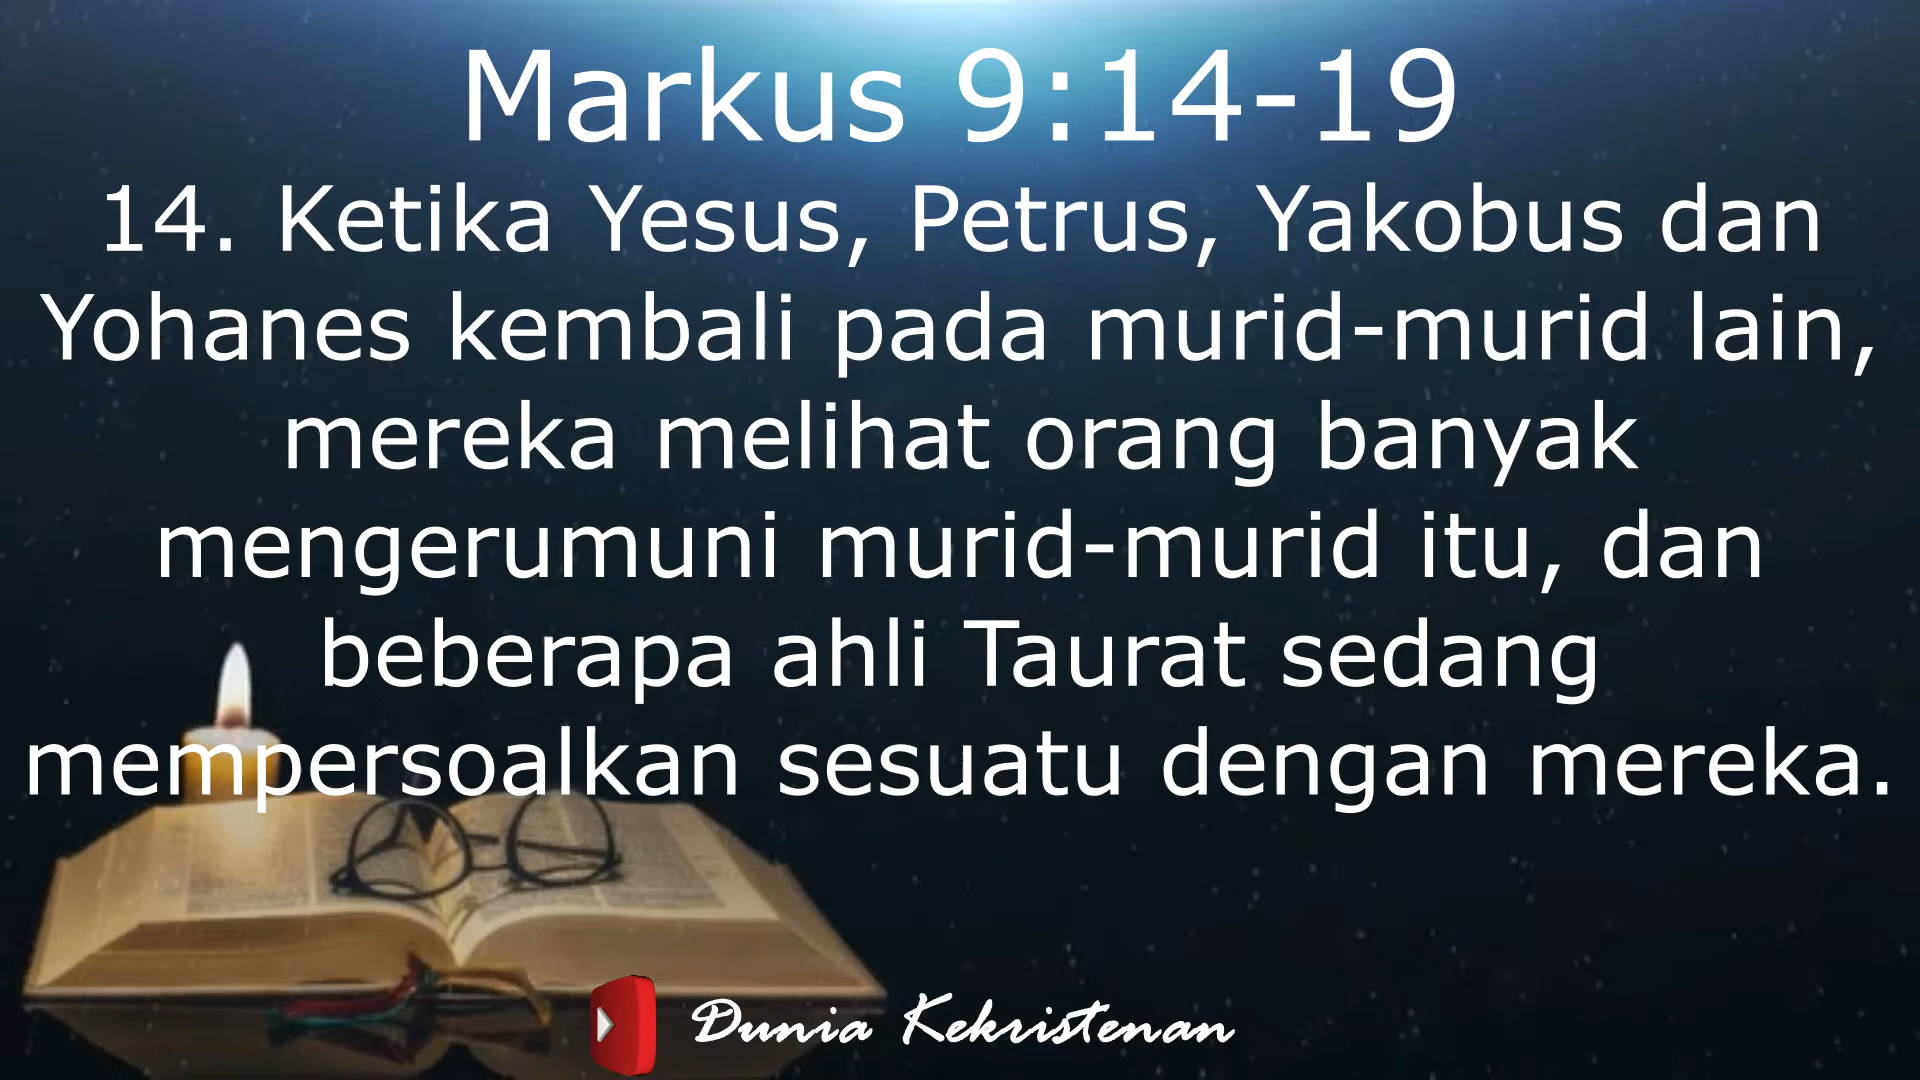 Markus 9:14-19
14. Ketika Yesus, Petrus, Yakobus dan
Yohanes kembali pada murid-murid lain,
mereka melihat orang banyak
mengerumuni murid-murid itu, dan
beberapa ahli Taurat sedang
mempersoalkan sesuatu dengan mereka.
Dunia Kekristenan